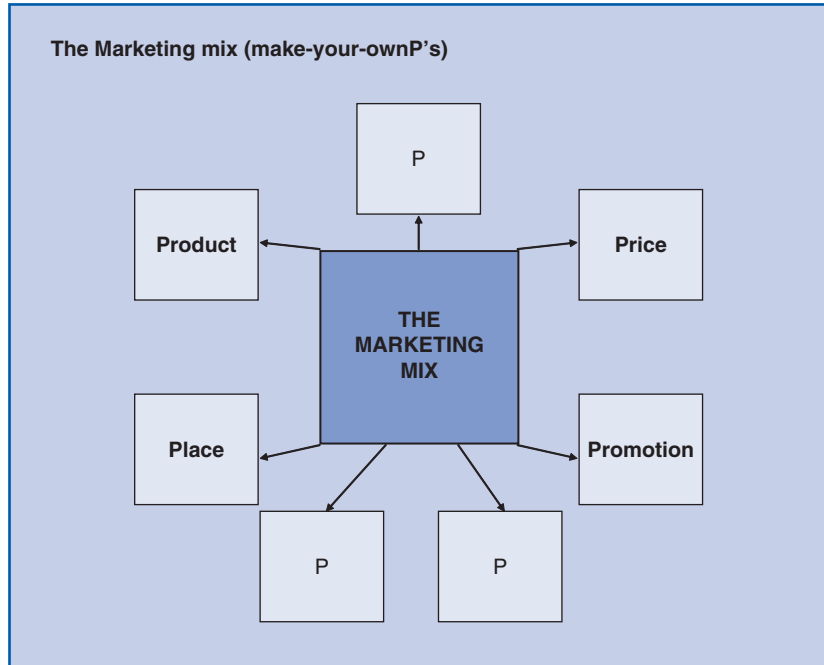 The Marketing mix (make-your-ownP's)
P
Product
Price
THE
MARKETING
MIX
Place
Promotion
P
P